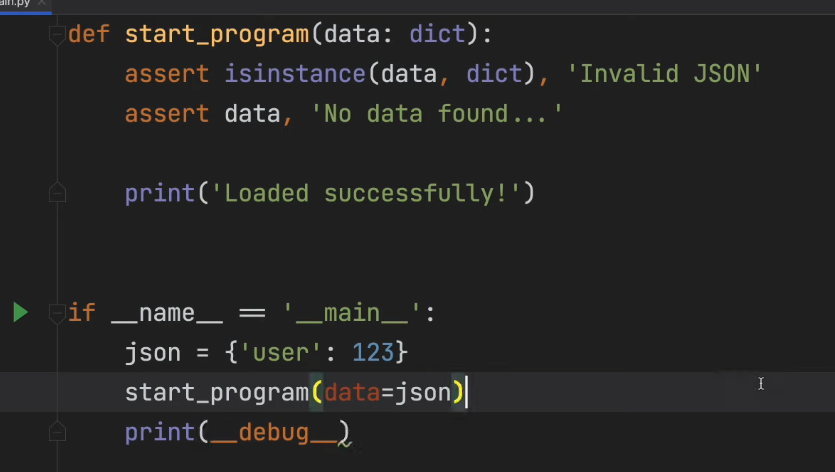 ain.py
def start_program(data: dict):
    assert isinstance(data, dict), 'Invalid JSON'
    assert data, 'No data found...'
    print('Loaded successfully!')
if __name__ == '__main__':
    json = {'user': 123}
    start_program(data=json)
    print(__debug__)